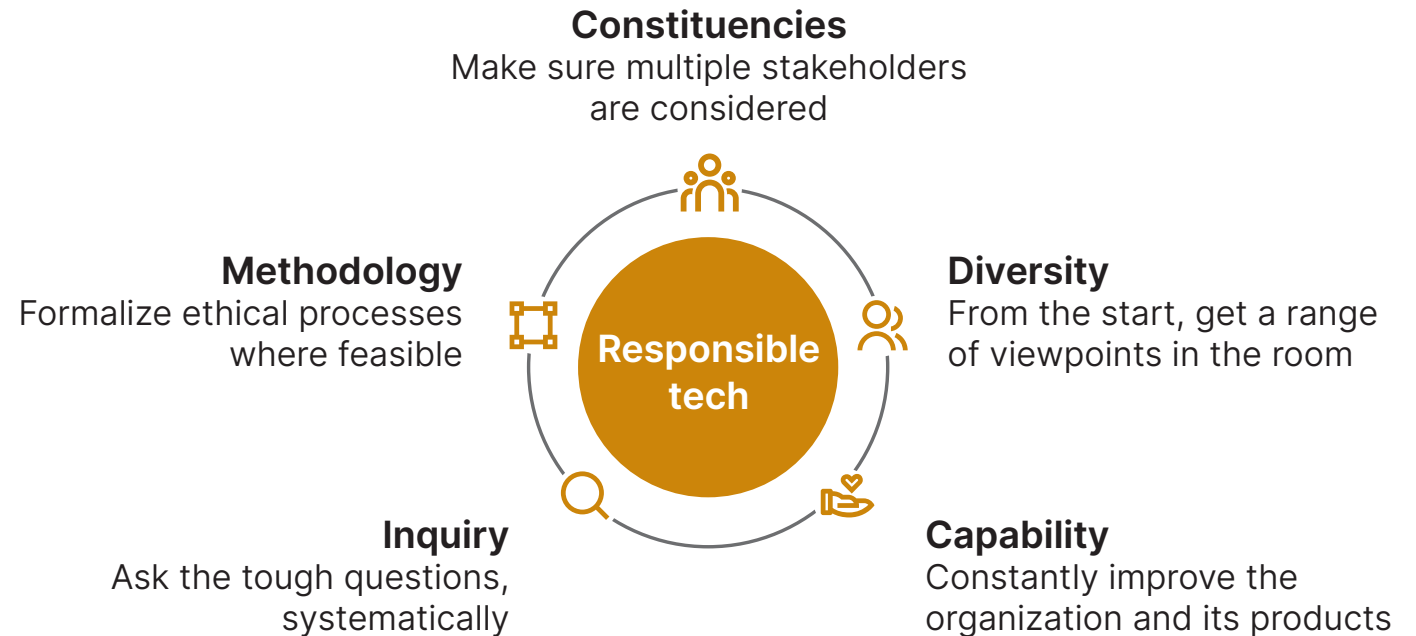 Constituencies
Make sure multiple stakeholders
are considered
Methodology
Formalize ethical processes
where feasible
Responsible
tech
Diversity
From the start, get a range
of viewpoints in the room
Inquiry
Ask the tough questions,
systematically
Capability
Constantly improve the
organization and its products